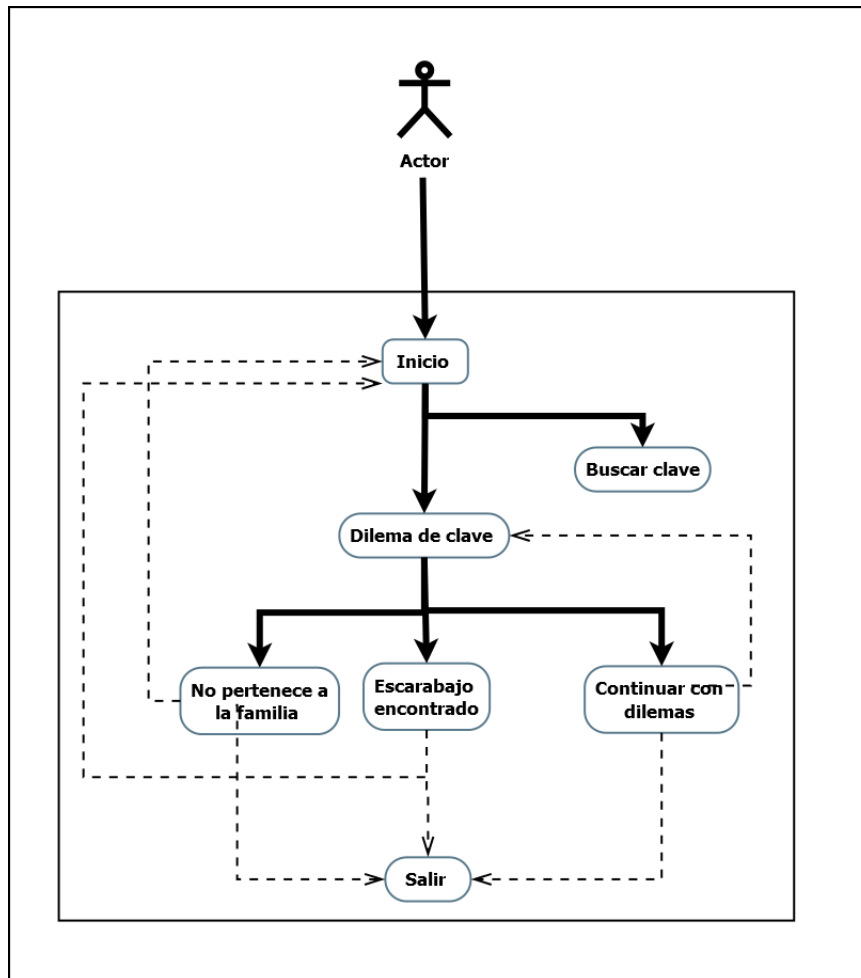 Actor
Inicio
Buscar clave
Dilema de clave
No pertenece a
la familia
Escarabajo
encontrado
Continuar con
dilemas
Salir